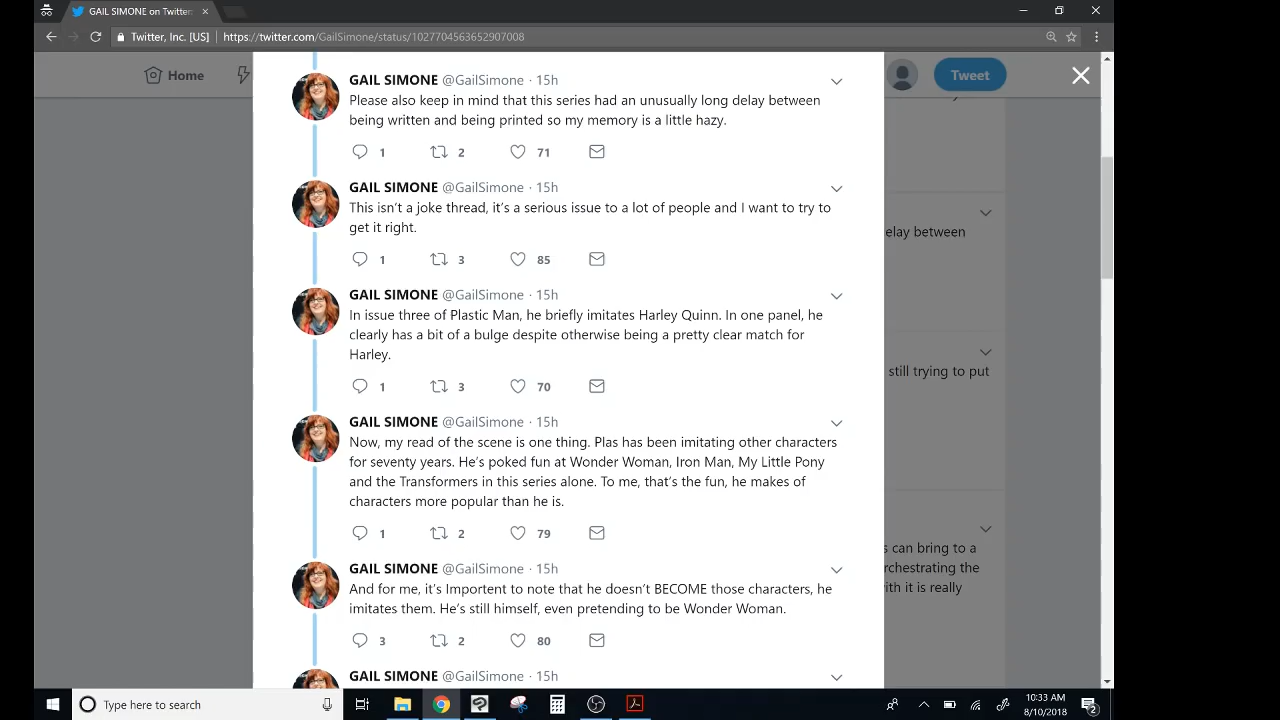 GAIL SIMONE on Twitter
Twitter, Inc. [US] | https://twitter.com/GailSimone/status/1027704563652907008
Home
Tweet
GAIL SIMONE @GailSimone · 15h
Please also keep in mind that this series had an unusually long delay between
being written and being printed so my memory is a little hazy.
1 2 71
GAIL SIMONE @GailSimone · 15h
This isn't a joke thread, it's a serious issue to a lot of people and I want to try to
get it right.
1 3 85
GAIL SIMONE @GailSimone · 15h
In issue three of Plastic Man, he briefly imitates Harley Quinn. In one panel, he
clearly has a bit of a bulge despite otherwise being a pretty clear match for
Harley.
1 3 70
GAIL SIMONE @GailSimone · 15h
Now, my read of the scene is one thing. Plas has been imitating other characters
for seventy years. He's poked fun at Wonder Woman, Iron Man, My Little Pony
and the Transformers in this series alone. To me, that's the fun, he makes of
characters more popular than he is.
1 2 79
GAIL SIMONE @GailSimone · 15h
And for me, it's Importent to note that he doesn't BECOME those characters, he
imitates them. He's still himself, even pretending to be Wonder Woman.
3 2 80
GAIL SIMONE @GailSimone · 15h
elay between
still trying to put
s can bring to a
rchestrating the
ith it is really
Type here to search
10:33 AM
8/10/2018
2